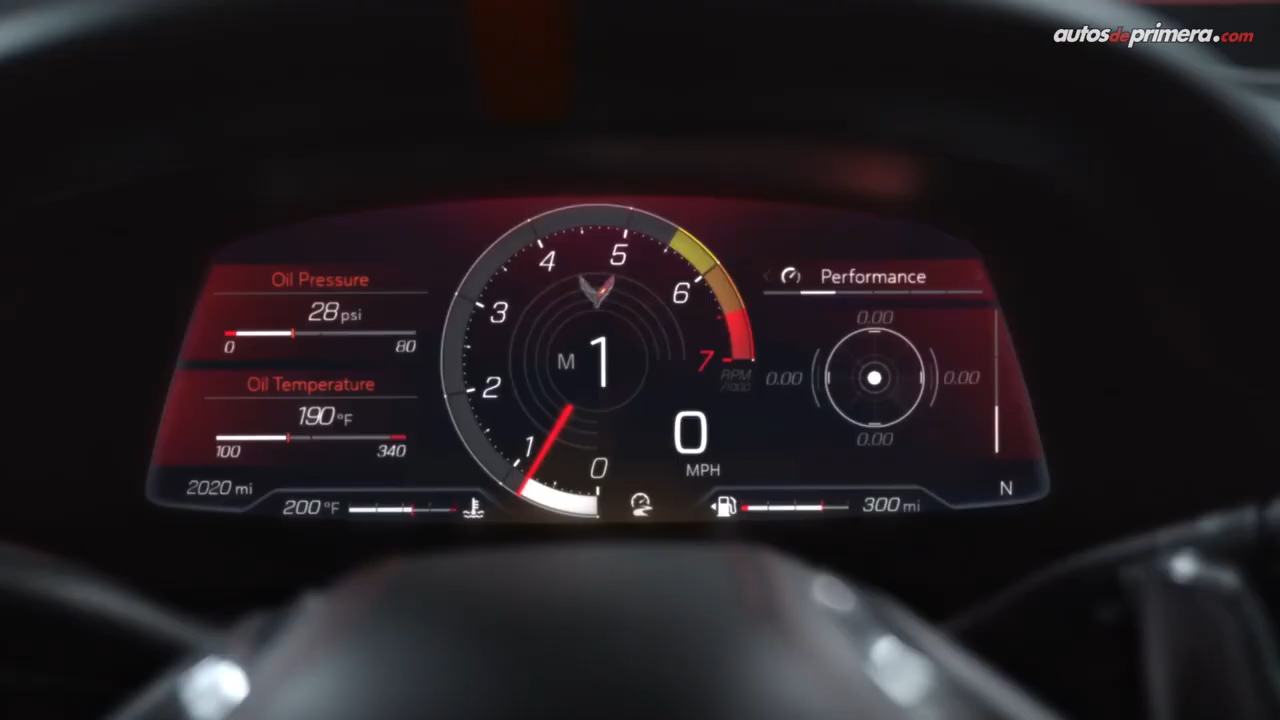 autosdeprimera.com
Oil Pressure
28 psi
0 80
Oil Temperature
190 °F
100 340
2020 mi
200 °F
0
1
2
3
4
5
6
7
RPM
/1000
M 1
0
MPH
Performance
0.00
0.00 0.00
0.00
300 mi
N